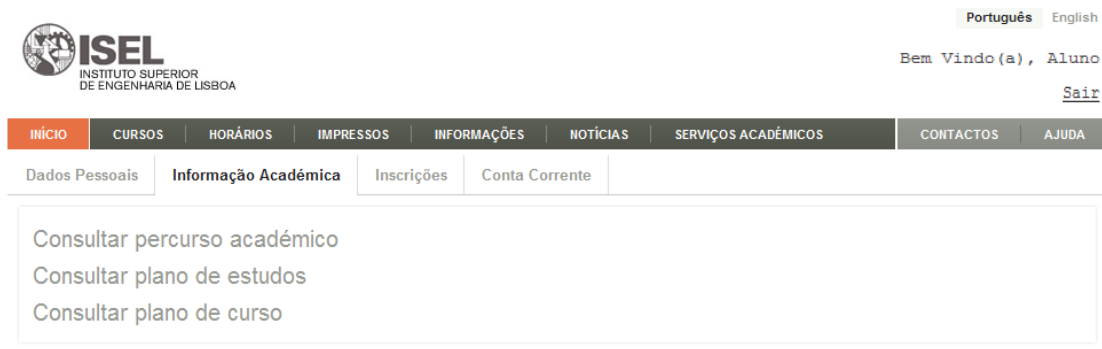 Português English
ISEL
INSTITUTO SUPERIOR
DE ENGENHARIA DE LISBOA
Bem Vindo(a), Aluno
Sair
INÍCIO CURSOS HORÁRIOS IMPRESSOS INFORMAÇÕES NOTÍCIAS SERVIÇOS ACADÉMICOS CONTACTOS AJUDA
Dados Pessoais Informação Académica Inscrições Conta Corrente
Consultar percurso académico
Consultar plano de estudos
Consultar plano de curso